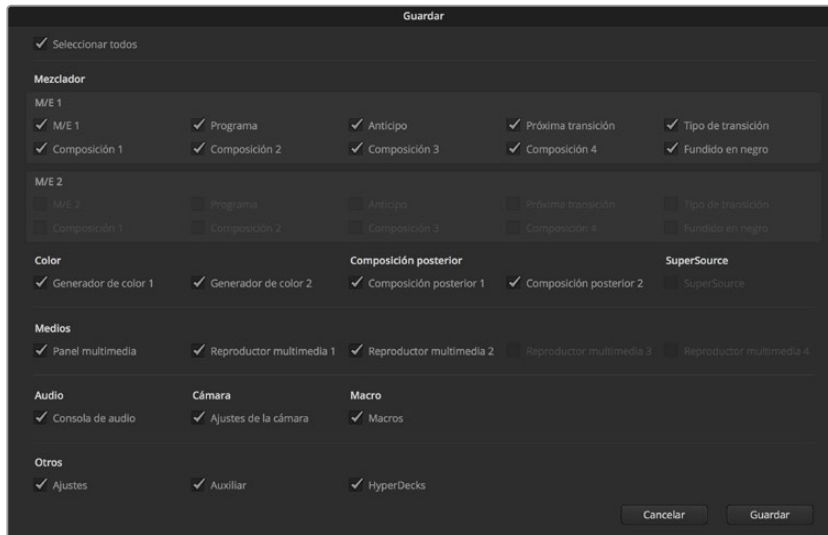 Guardar
Seleccionar todos
Mezclador
M/E 1
M/E 1 Programa Anticipo Próxima transición Tipo de transición
Composición 1 Composición 2 Composición 3 Composición 4 Fundido en negro
M/E 2
M/E 2 Programa Anticipo Próxima transición Tipo de transición
Composición 1 Composición 2 Composición 3 Composición 4 Fundido en negro
Color Composición posterior SuperSource
Generador de color 1 Generador de color 2 Composición posterior 1 Composición posterior 2 SuperSource
Medios
Panel multimedia Reproductor multimedia 1 Reproductor multimedia 2 Reproductor multimedia 3 Reproductor multimedia 4
Audio Cámara Macro
Consola de audio Ajustes de la cámara Macros
Otros
Ajustes Auxiliar HyperDecks
Cancelar Guardar